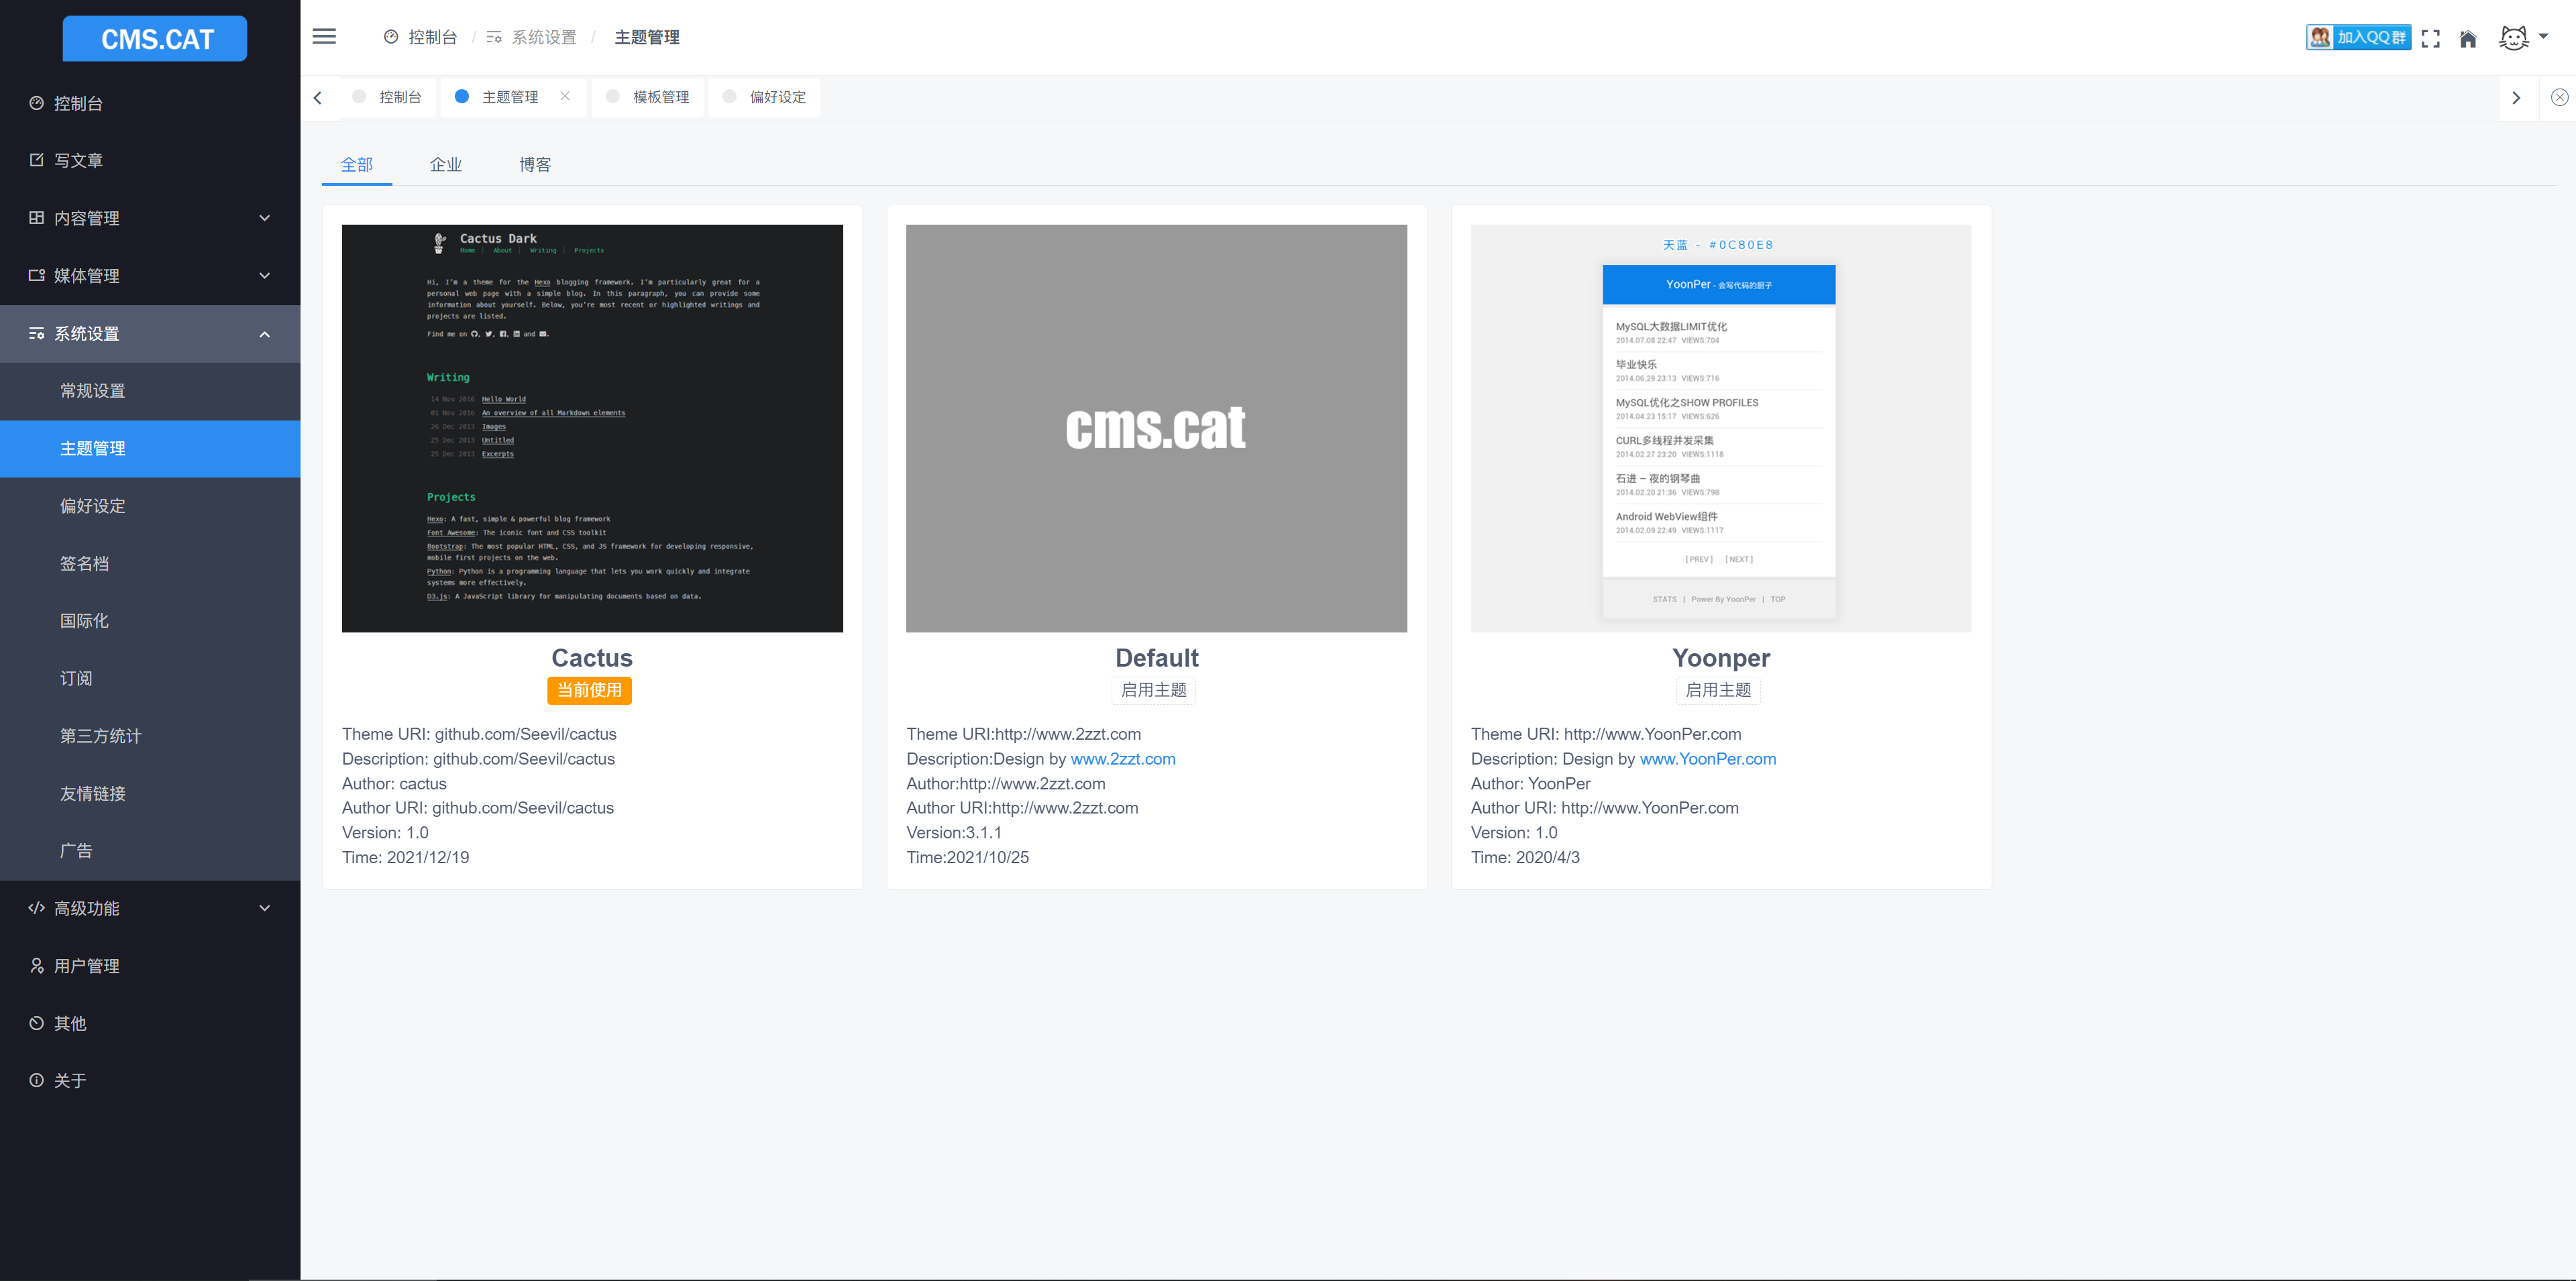 CMS.CAT
控制台
写文章
内容管理
媒体管理
系统设置
常规设置
主题管理
偏好设定
签名档
国际化
订阅
第三方统计
友情链接
广告
高级功能
用户管理
其他
关于
控制台 / 系统设置 / 主题管理
加入QQ群
控制台 主题管理 模板管理 偏好设定
全部 企业 博客
Cactus Dark
Home | About | Writing | Projects
Hi, I'm a theme for the Hexo blogging framework. I'm particularly great for a
personal web page with a simple blog. In this paragraph, you can provide some
information about yourself. Below, you're most recent or highlighted writings and
projects are listed.
Find me on , , , and .
Writing
14 Nov 2016 Hello World
01 Nov 2016 An overview of all Markdown elements
26 Dec 2013 Images
25 Dec 2013 Untitled
25 Dec 2013 Excerpts
Projects
Hexo: A fast, simple & powerful blog framework
Font Awesome: The iconic font and CSS toolkit
Bootstrap: The most popular HTML, CSS, and JS framework for developing responsive,
mobile first projects on the web.
Python: Python is a programming language that lets you work quickly and integrate
systems more effectively.
D3.js: A JavaScript library for manipulating documents based on data.
Cactus
当前使用
Theme URI: github.com/Seevil/cactus
Description: github.com/Seevil/cactus
Author: cactus
Author URI: github.com/Seevil/cactus
Version: 1.0
Time: 2021/12/19
cms.cat
Default
启用主题
Theme URI:http://www.2zzt.com
Description:Design by www.2zzt.com
Author:http://www.2zzt.com
Author URI:http://www.2zzt.com
Version:3.1.1
Time:2021/10/25
天蓝 - #0C80E8
YoonPer - 会写代码的厨子
MySQL大数据LIMIT优化
2014.07.08 22:47 VIEWS:704
毕业快乐
2014.06.29 23:13 VIEWS:716
MySQL优化之SHOW PROFILES
2014.04.23 15:17 VIEWS:626
CURL多线程并发采集
2014.02.27 23:20 VIEWS:1118
石进 – 夜的钢琴曲
2014.02.20 21:36 VIEWS:798
Android WebView组件
2014.02.09 22:49 VIEWS:1117
[ PREV ] [ NEXT ]
STATS | Power By YoonPer | TOP
Yoonper
启用主题
Theme URI: http://www.YoonPer.com
Description: Design by www.YoonPer.com
Author: YoonPer
Author URI: http://www.YoonPer.com
Version: 1.0
Time: 2020/4/3